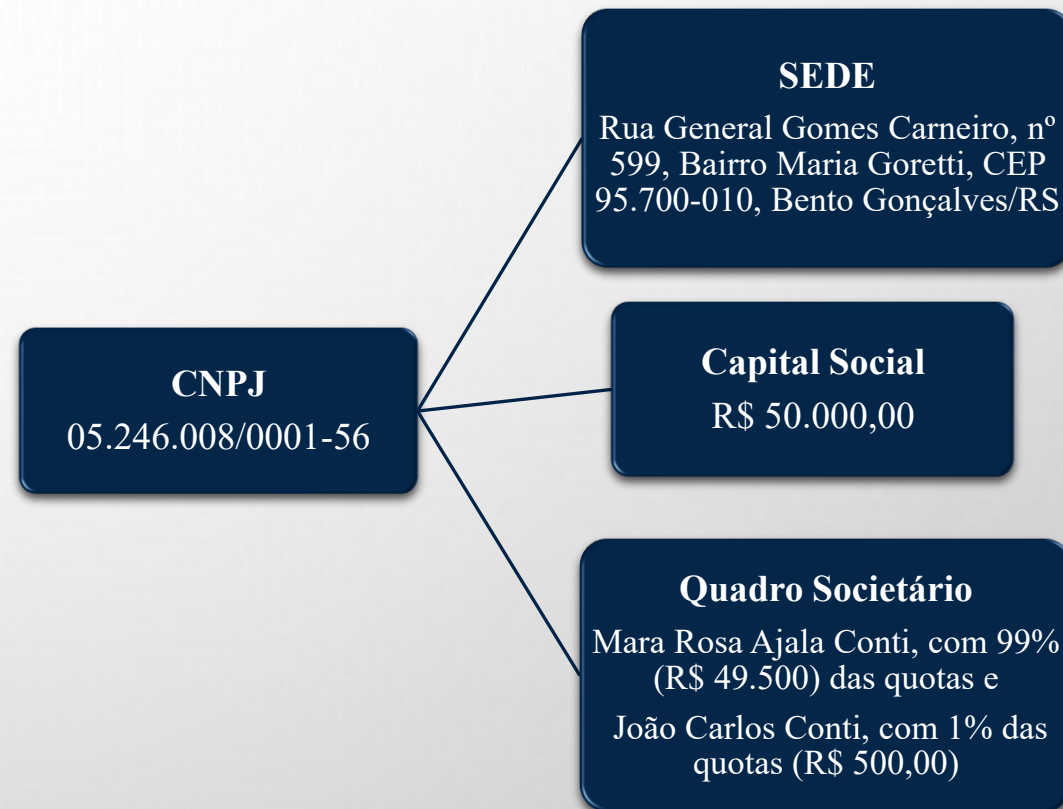 SEDE
Rua General Gomes Carneiro, nº
599, Bairro Maria Goretti, CEP
95.700-010, Bento Gonçalves/RS
CNPJ
05.246.008/0001-56
Capital Social
R$ 50.000,00
Quadro Societário
Mara Rosa Ajala Conti, com 99%
(R$ 49.500) das quotas e
João Carlos Conti, com 1% das
quotas (R$ 500,00)